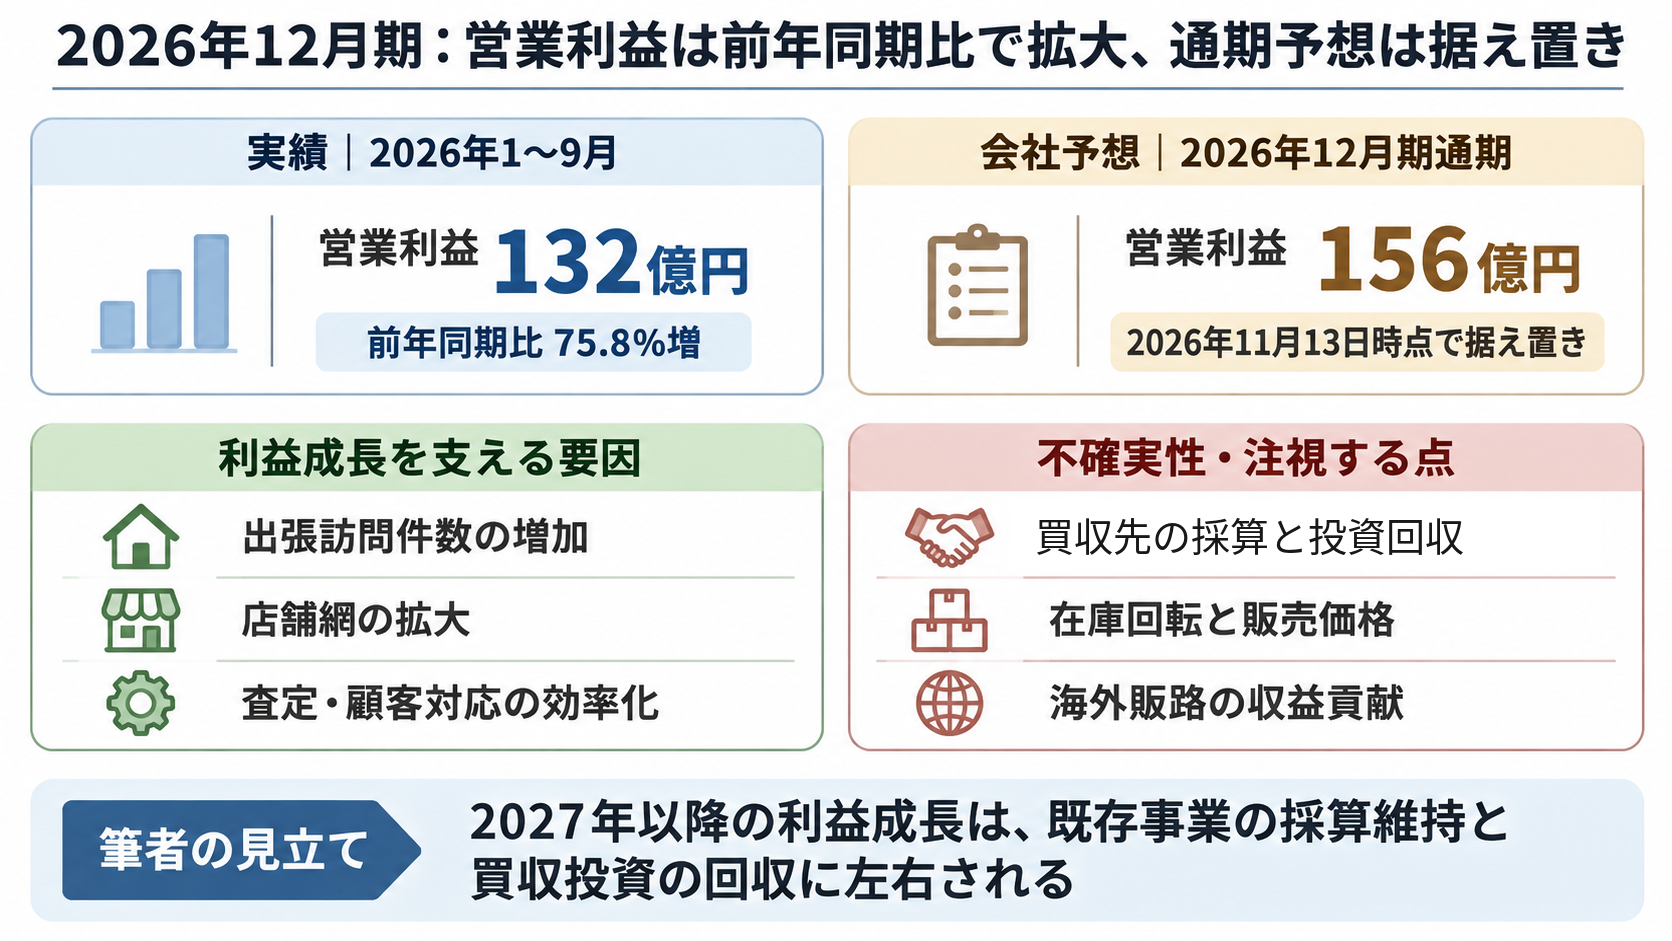 2026年12月期：営業利益は前年同期比で拡大、通期予想は据え置き
実績｜2026年1～9月
営業利益 132億円
前年同期比 75.8%増
会社予想｜2026年12月期通期
営業利益 156億円
2026年11月13日時点で据え置き
利益成長を支える要因
出張訪問件数の増加
店舗網の拡大
査定・顧客対応の効率化
不確実性・注視する点
買収先の採算と投資回収
在庫回転と販売価格
海外販路の収益貢献
筆者の見立て
2027年以降の利益成長は、既存事業の採算維持と
買収投資の回収に左右される